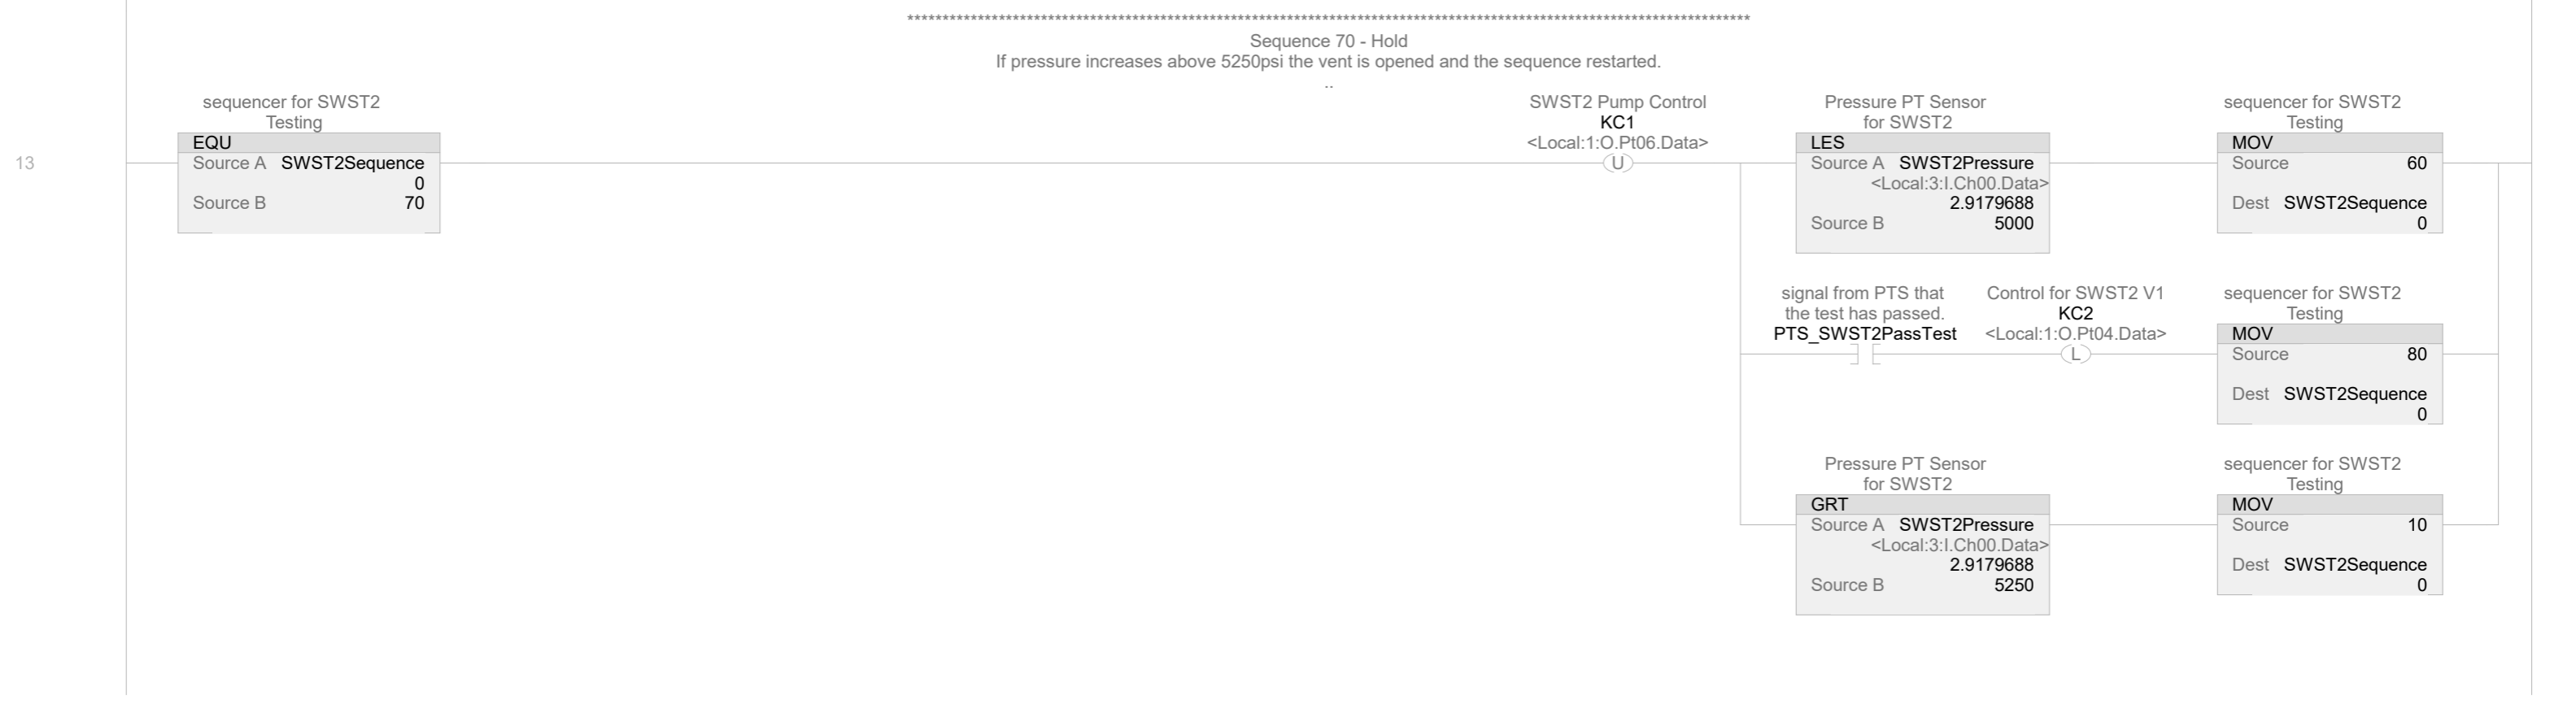 ************************************************************************************************************************
Sequence 70 - Hold
If pressure increases above 5250psi the vent is opened and the sequence restarted.
..
13
sequencer for SWST2
Testing
EQU
Source A SWST2Sequence
0
Source B 70
SWST2 Pump Control
KC1
<Local:1:O.Pt06.Data>
U
Pressure PT Sensor
for SWST2
LES
Source A SWST2Pressure
<Local:3:I.Ch00.Data>
2.9179688
Source B 5000
sequencer for SWST2
Testing
MOV
Source 60
Dest SWST2Sequence
0
signal from PTS that
the test has passed.
PTS_SWST2PassTest
Control for SWST2 V1
KC2
<Local:1:O.Pt04.Data>
L
sequencer for SWST2
Testing
MOV
Source 80
Dest SWST2Sequence
0
Pressure PT Sensor
for SWST2
GRT
Source A SWST2Pressure
<Local:3:I.Ch00.Data>
2.9179688
Source B 5250
sequencer for SWST2
Testing
MOV
Source 10
Dest SWST2Sequence
0